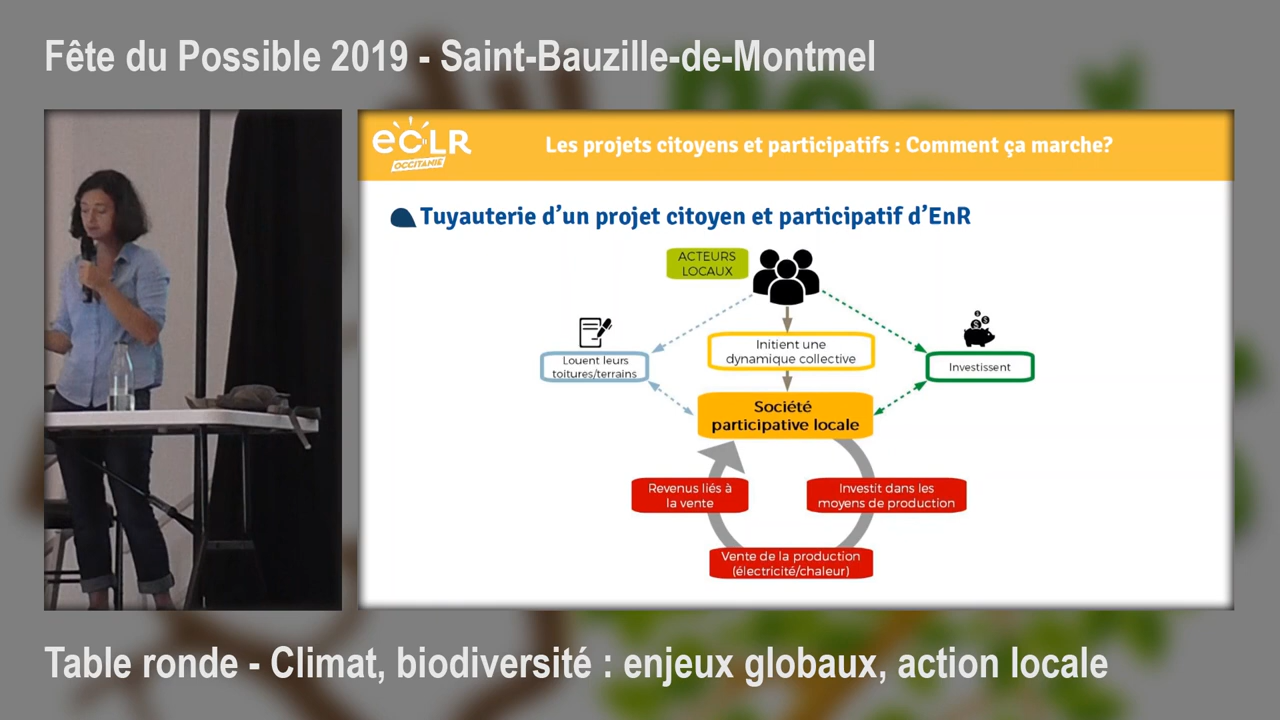 Fête du Possible 2019 - Saint-Bauzille-de-Montmel
eCLR
OCCITANIE
Les projets citoyens et participatifs : Comment ça marche?
Tuyauterie d'un projet citoyen et participatif d'EnR
ACTEURS
LOCAUX
Louent leurs
toitures/terrains
Initient une
dynamique collective
Investissent
Société
participative locale
Revenus liés à
la vente
Investit dans les
moyens de production
Vente de la production
(électricité/chaleur)
Table ronde - Climat, biodiversité : enjeux globaux, action locale